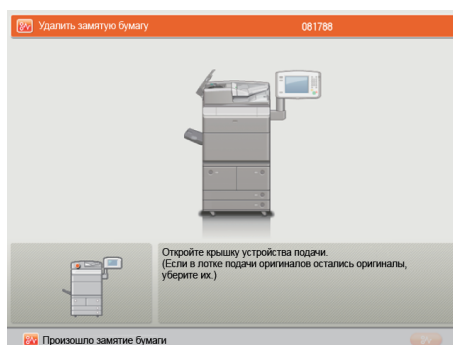 Удалить замятую бумагу 081788
Откройте крышку устройства подачи.
(Если в лотке подачи оригиналов остались оригиналы,
уберите их.)
Произошло замятие бумаги